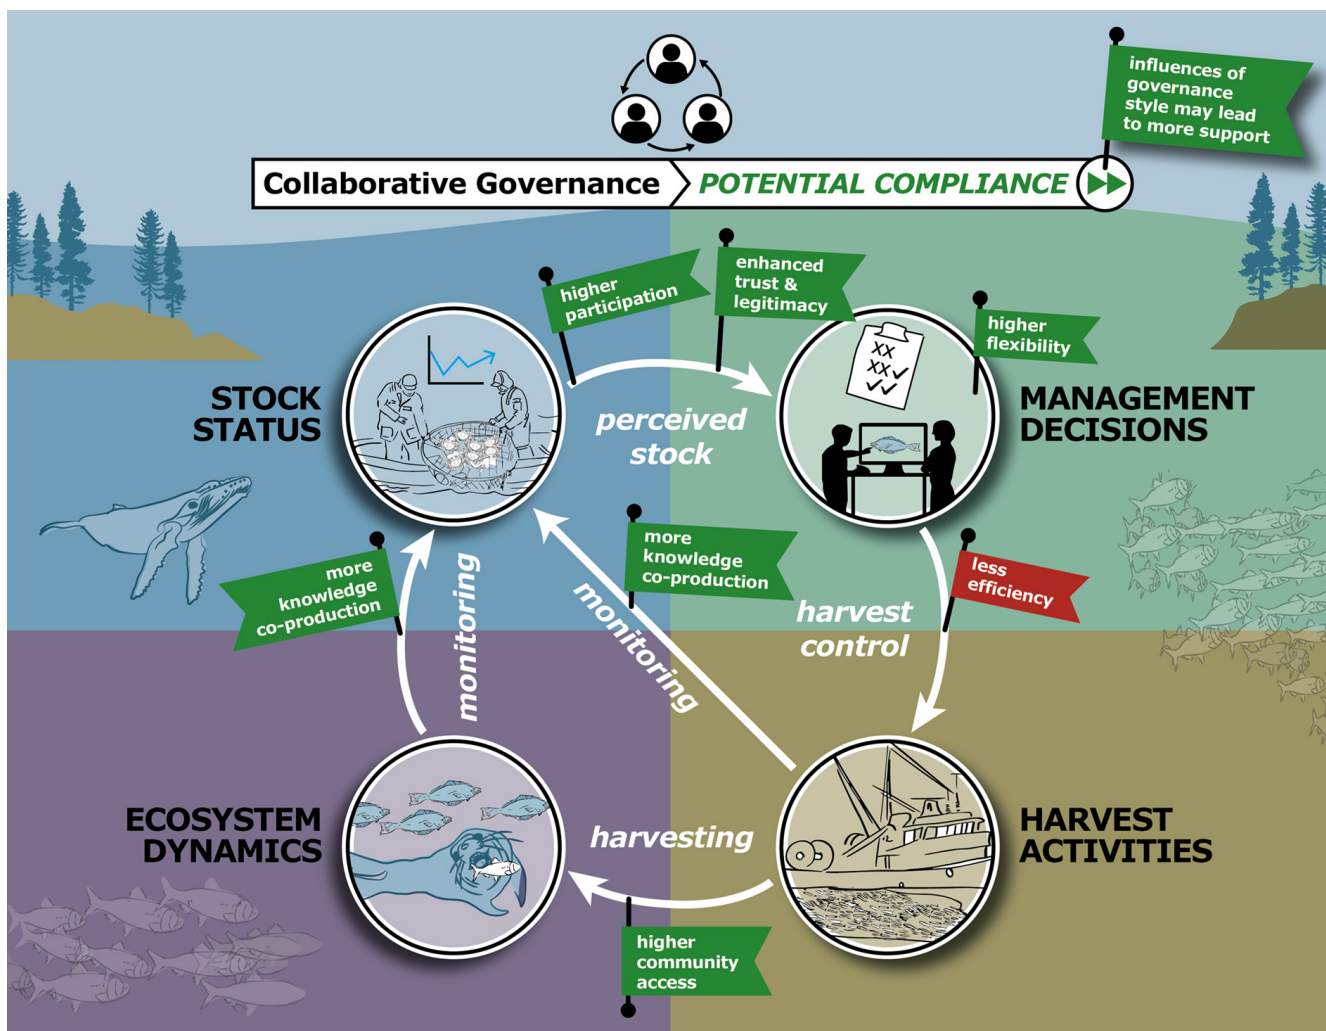 influences of
governance
style may lead
to more support
Collaborative Governance
POTENTIAL COMPLIANCE
higher
participation
enhanced
trust &
legitimacy
higher
flexibility
STOCK
STATUS
perceived
stock
MANAGEMENT
DECISIONS
XX
XX
more
knowledge
co-production
monitoring
more
knowledge
co-production
monitoring
harvest
control
less
efficiency
ECOSYSTEM
DYNAMICS
harvesting
HARVEST
ACTIVITIES
higher
community
access